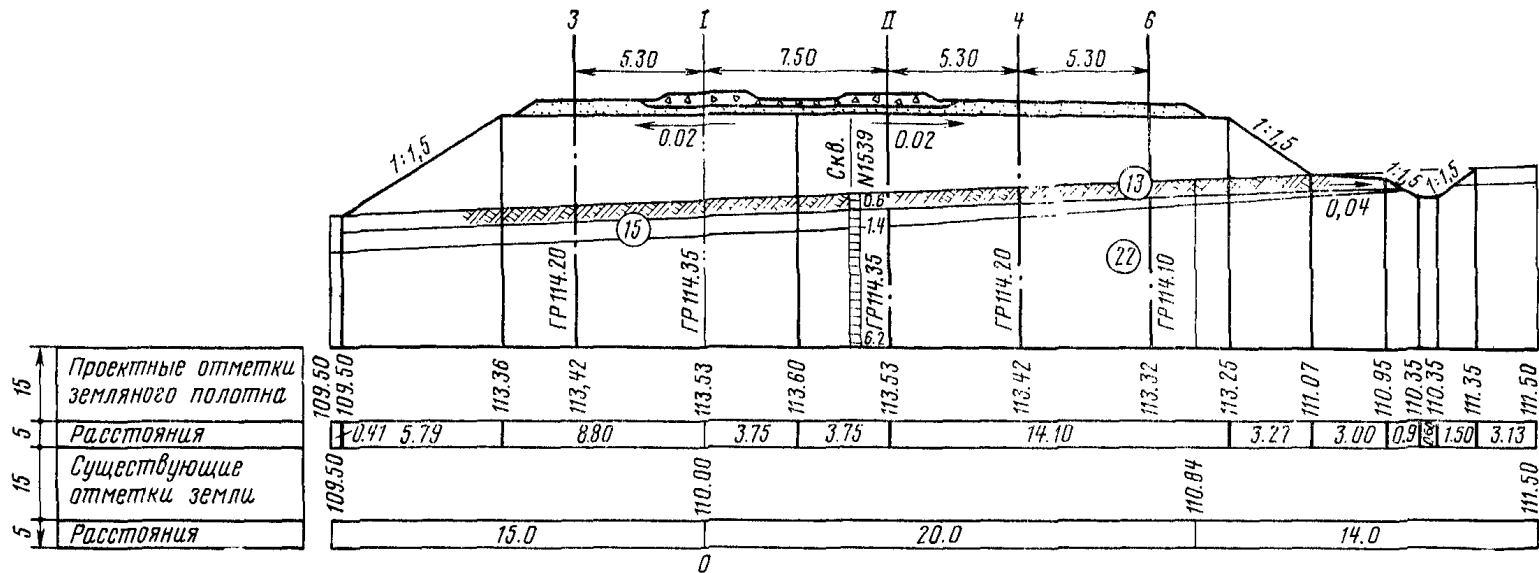 3 I II 4 6
5.30 7.50 5.30 5.30
0.02 0.02
1:1,5
1:1,5
1:1,5 1:1,5
Скв.
N1539
13
0.6
0,04
15
1.4
22
ГР114.20
ГР114.35
ГР114.35
ГР114.20
ГР114.10
6.2
15
Проектные отметки
земляного полотна
109.50 109.50 113.36 113,42 113.53 113.60 113.53 113.42 113.32 113.25 111.07 110.95 110.35 110.35 111.35 111.50
5
Расстояния
0.41 5.79 8.80 3.75 3.75 14.10 3.27 3.00 0.9 0.60 1.50 3.13
15
Существующие
отметки земли
109.50 110.00 110.84 111.50
5
Расстояния
15.0 20.0 14.0
0